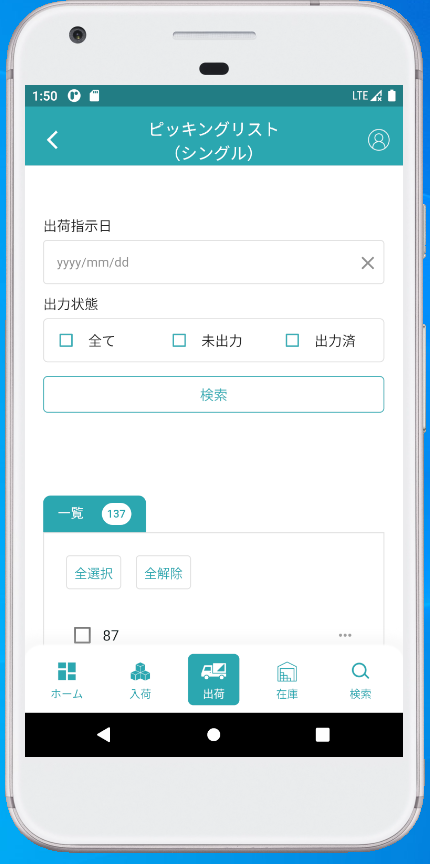 1:50 LTE
ピッキングリスト
（シングル）
出荷指示日
yyyy/mm/dd
出力状態
全て 未出力 出力済
検索
一覧 137
全選択 全解除
87
ホーム 入荷 出荷 在庫 検索